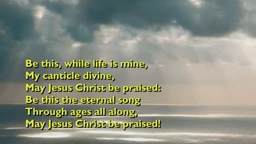 Be this, while life is mine,
My canticle divine,
May Jesus Christ be praised:
Be this the eternal song
Through ages all along,
May Jesus Christ be praised!